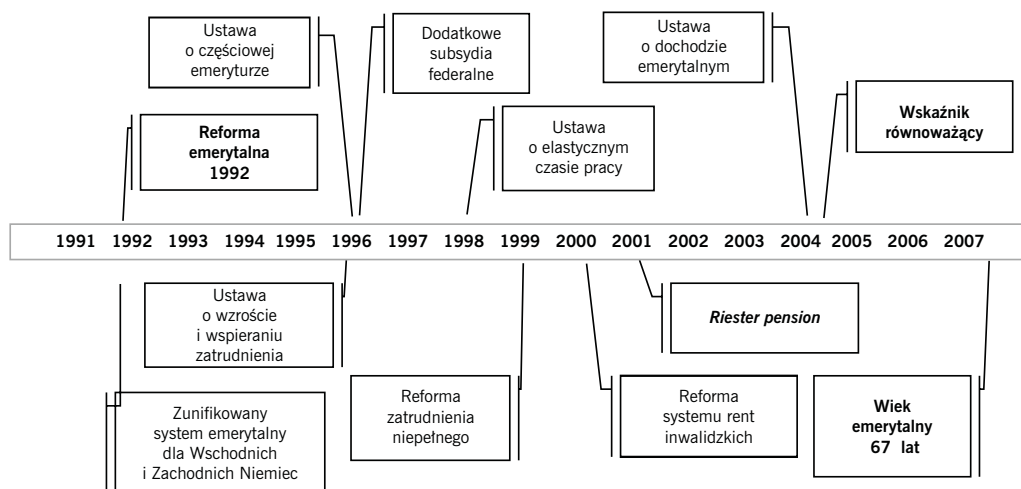 Ustawa
o częściowej
emeryturze
Dodatkowe
subsydia
federalne
Ustawa
o dochodzie
emerytalnym
Reforma
emerytalna
1992
Ustawa
o elastycznym
czasie pracy
Wskaźnik
równoważący
1991 1992 1993 1994 1995 1996 1997 1998 1999 2000 2001 2002 2003 2004 2005 2006 2007
Ustawa
o wzroście
i wspieraniu
zatrudnienia
Riester pension
Zunifikowany
system emerytalny
dla Wschodnich
i Zachodnich Niemiec
Reforma
zatrudnienia
niepełnego
Reforma
systemu rent
inwalidzkich
Wiek
emerytalny
67 lat